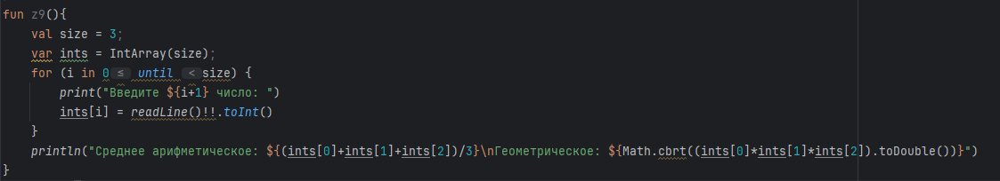 fun z9(){
    val size = 3;
    var ints = IntArray(size);
    for (i in 0 ≤ until < size) {
        print("Введите ${i+1} число: ")
        ints[i] = readLine()!!.toInt()
    }
    println("Среднее арифметическое: ${(ints[0]+ints[1]+ints[2])/3}\nГеометрическое: ${Math.cbrt((ints[0]*ints[1]*ints[2]).toDouble())}")
}